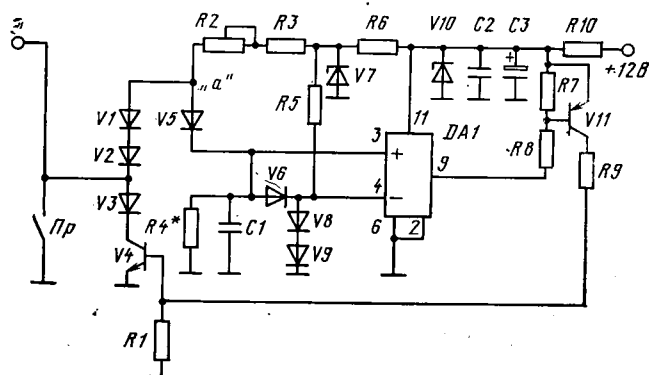 R2 R3 R6 V10 C2 C3 R10
+12В
V7
„а"
R7
V1 V5 R5 11 DA1 V11
3 +
V2 9 R8
V6 4 − R9
V3
R4* C1 V8 6 2
Пр V4 V9
R1